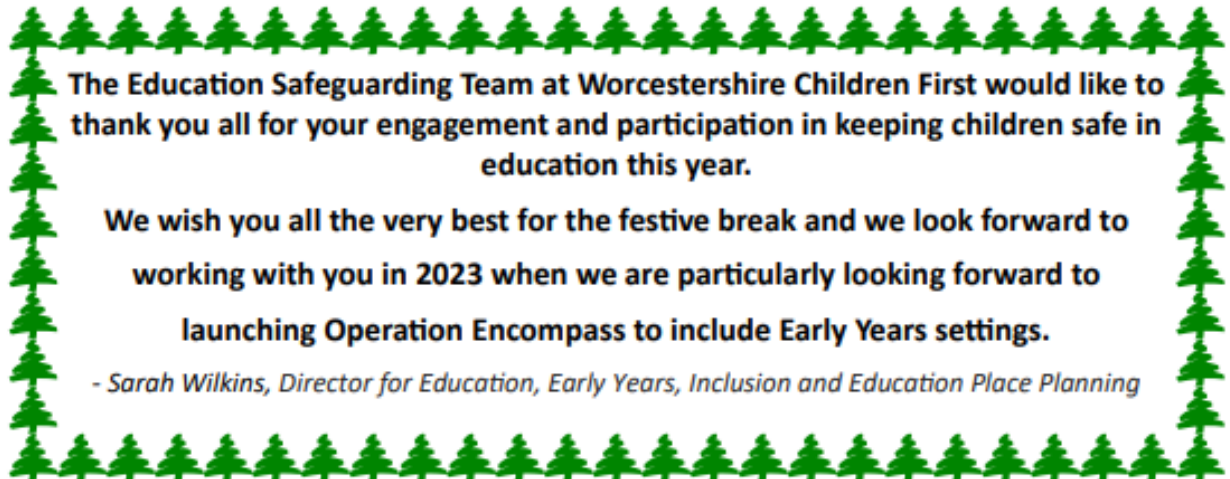 The Education Safeguarding Team at Worcestershire Children First would like to
thank you all for your engagement and participation in keeping children safe in
education this year.
We wish you all the very best for the festive break and we look forward to
working with you in 2023 when we are particularly looking forward to
launching Operation Encompass to include Early Years settings.
- Sarah Wilkins, Director for Education, Early Years, Inclusion and Education Place Planning